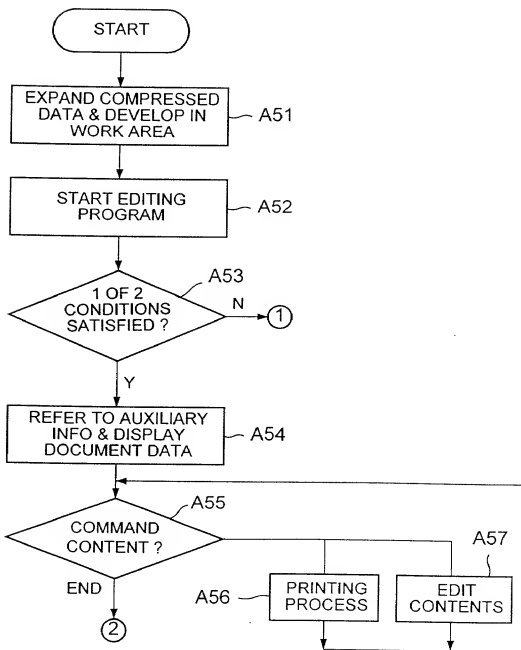 START
EXPAND COMPRESSED
DATA & DEVELOP IN
WORK AREA
A51
START EDITING
PROGRAM
A52
A53
1 OF 2
CONDITIONS
SATISFIED ?
N
1
Y
REFER TO AUXILIARY
INFO & DISPLAY
DOCUMENT DATA
A54
A55
COMMAND
CONTENT ?
A57
END
A56
PRINTING
PROCESS
EDIT
CONTENTS
2